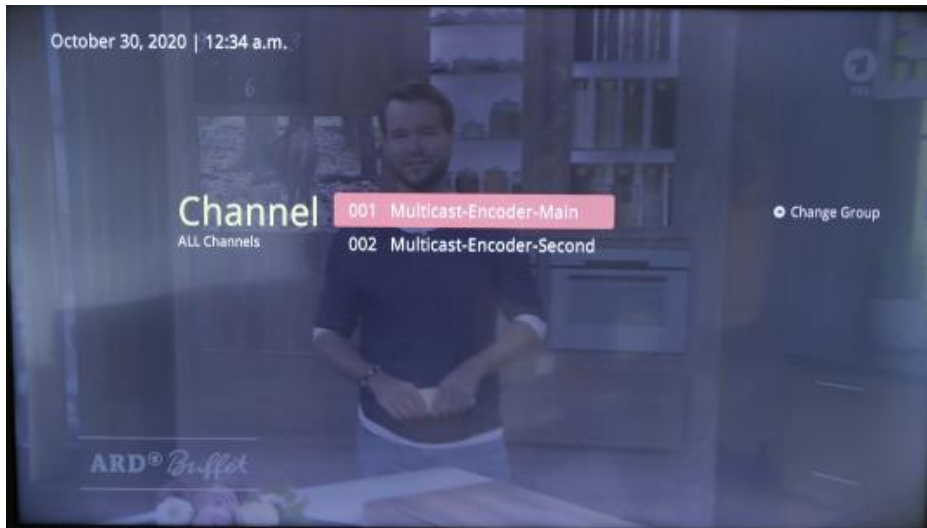 October 30, 2020 | 12:34 a.m.
6
Channel
ALL Channels
001 Multicast-Encoder-Main
002 Multicast-Encoder-Second
Change Group
ARD Buffet